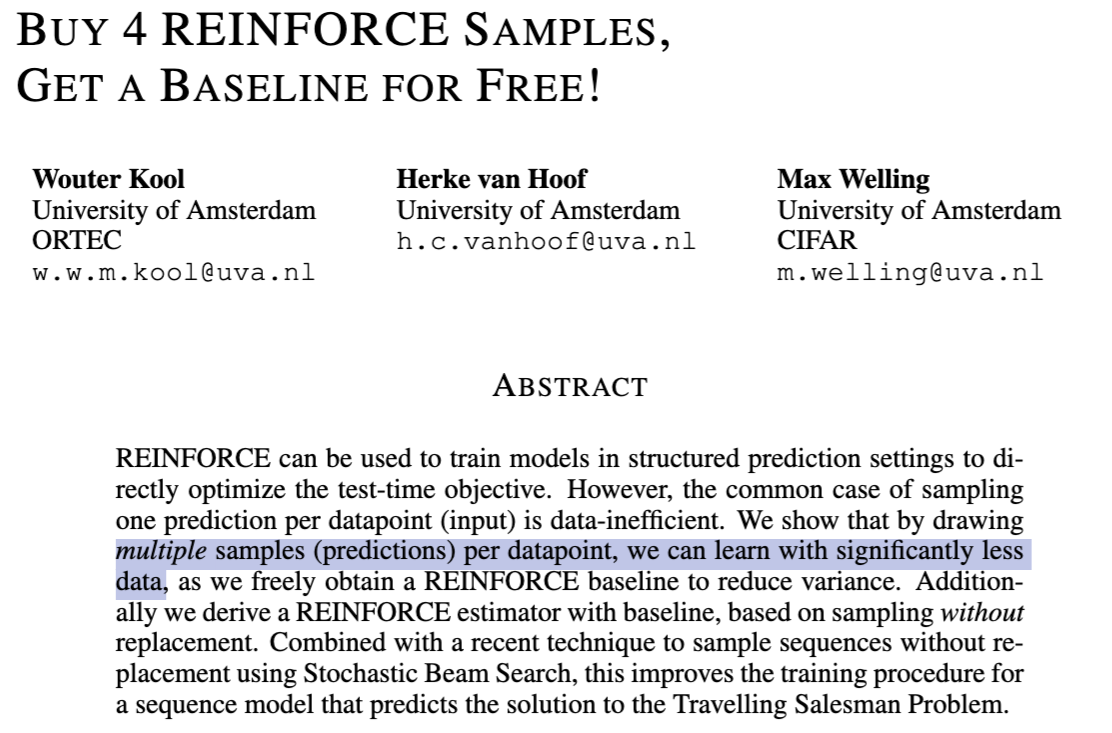 BUY 4 REINFORCE SAMPLES,
GET A BASELINE FOR FREE!
Wouter Kool
University of Amsterdam
ORTEC
w.w.m.kool@uva.nl
Herke van Hoof
University of Amsterdam
h.c.vanhoof@uva.nl
Max Welling
University of Amsterdam
CIFAR
m.welling@uva.nl
ABSTRACT
REINFORCE can be used to train models in structured prediction settings to di-
rectly optimize the test-time objective. However, the common case of sampling
one prediction per datapoint (input) is data-inefficient. We show that by drawing
multiple samples (predictions) per datapoint, we can learn with significantly less
data, as we freely obtain a REINFORCE baseline to reduce variance. Addition-
ally we derive a REINFORCE estimator with baseline, based on sampling without
replacement. Combined with a recent technique to sample sequences without re-
placement using Stochastic Beam Search, this improves the training procedure for
a sequence model that predicts the solution to the Travelling Salesman Problem.